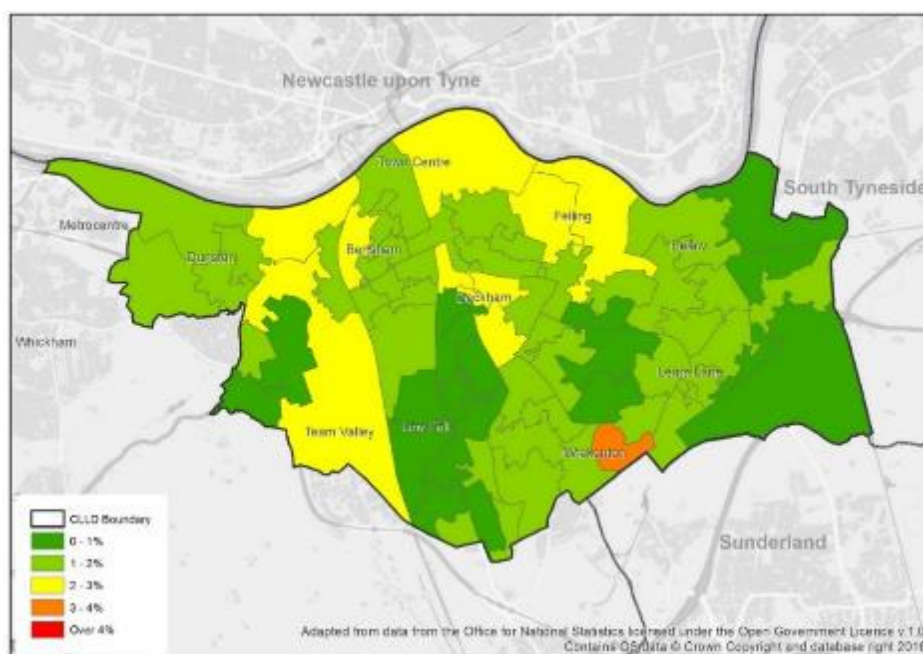 Newcastle upon Tyne
Town Centre
South Tyneside
Metrocentre
Felling
Pelaw
Dunston
Bensham
Deckham
Whickham
Leam Lane
Team Valley
Low Fell
CLLD Boundary
0 - 1%
1 - 2%
2 - 3%
3 - 4%
Over 4%
Sunderland
Adapted from data from the Office for National Statistics licensed under the Open Government Licence v.1.0
Contains OS data © Crown Copyright and database right